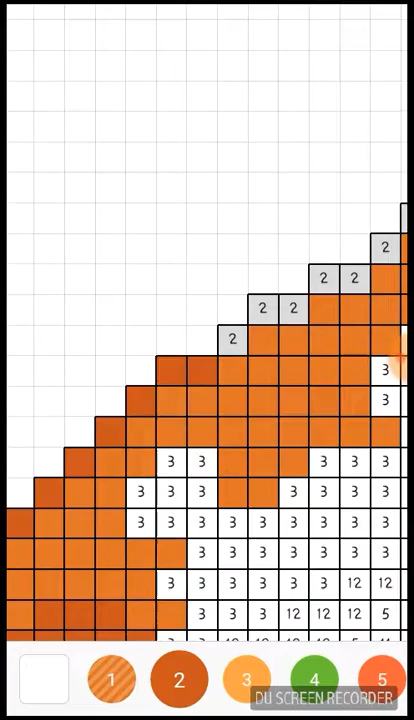 2
2 2
2 2
2
3
3
3 3 3 3 3
3 3 3 3 3 3 3
3 3 3 3 3 3 3 3 3
3 3 3 3 3 3 3
3 3 3 3 3 3 12 12
3 3 3 12 12 12 5
1 2 3 4 5
DU SCREEN RECORDER